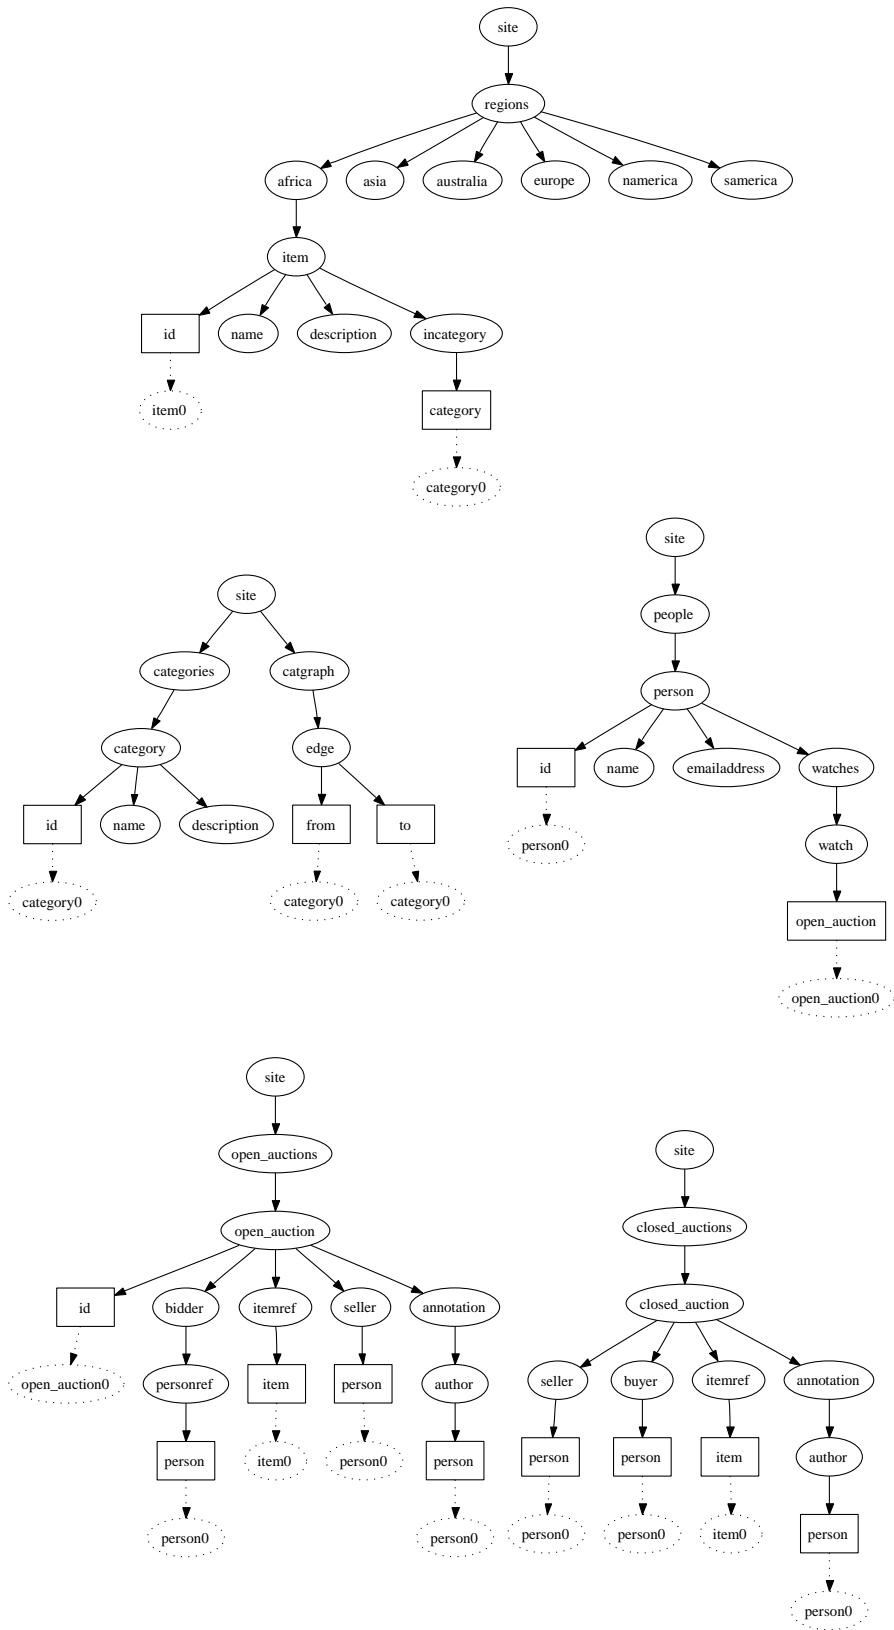 site
regions
africa asia australia europe namerica samerica
item
id name description incategory
item0 category
category0
site
categories catgraph
category edge
id name description from to
category0 category0 category0
site
people
person
id name emailaddress watches
person0 watch
open_auction
open_auction0
site
open_auctions
open_auction
id bidder itemref seller annotation
open_auction0 personref item person author
person item0 person0 person
person0 person0
site
closed_auctions
closed_auction
seller buyer itemref annotation
person person item author
person0 person0 item0 person
person0